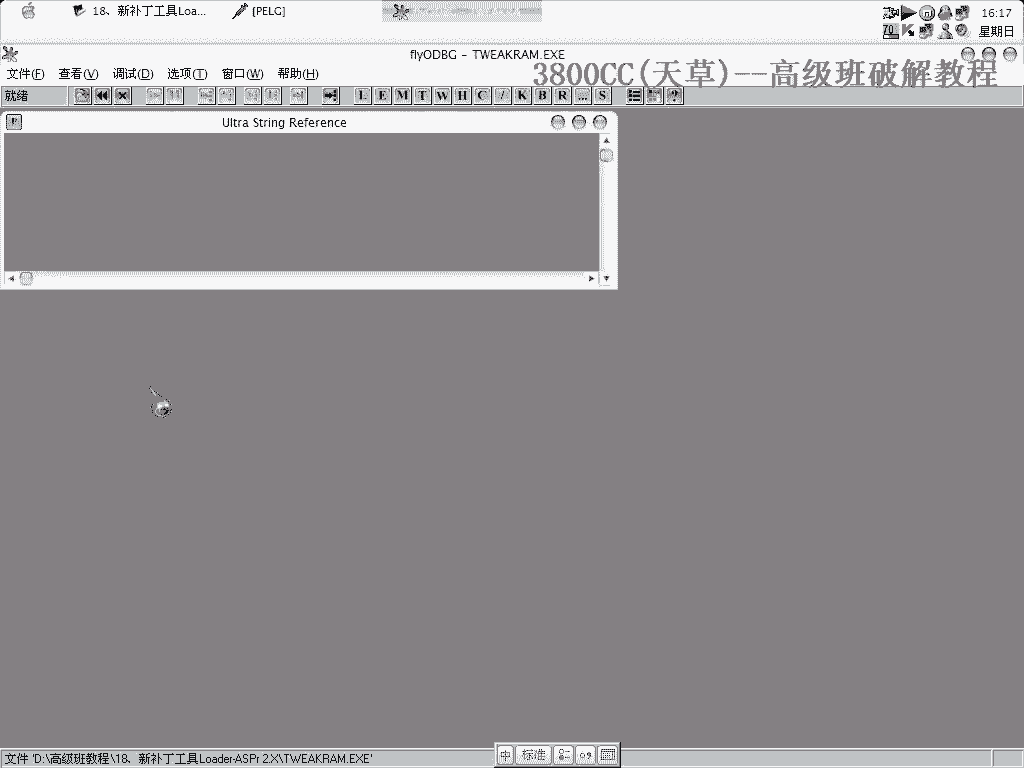 18、新补丁工具Loa...
[PELG]
16:17
70
星期日
flyODBG - TWEAKRAM.EXE
文件(F) 查看(V) 调试(D) 选项(T) 窗口(W) 帮助(H)
3800CC(天草)--高级班破解教程
就绪
L E M T W H C / K B R ... S
Ultra String Reference
文件 'D:\高级班教程\18、新补丁工具Loader-ASPr 2.X\TWEAKRAM.EXE'
中 标准